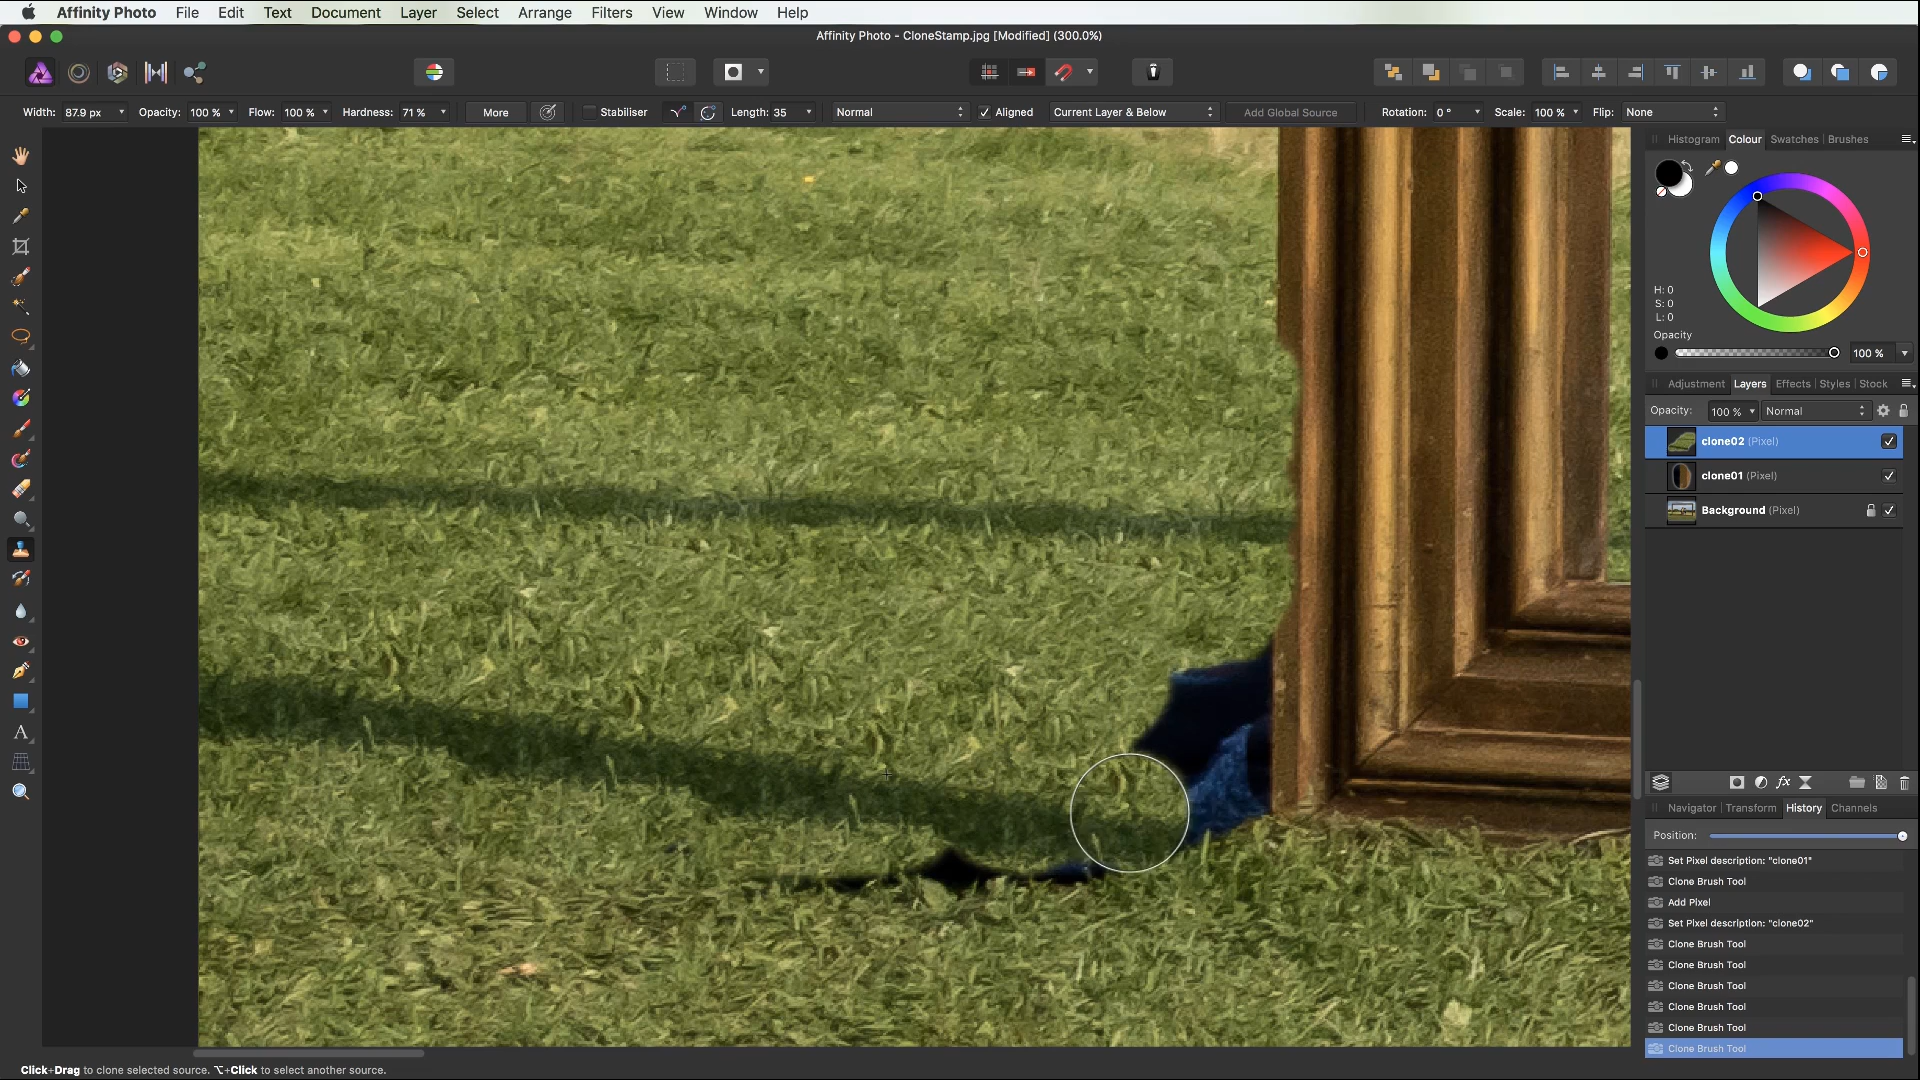 Affinity Photo File Edit Text Document Layer Select Arrange Filters View Window Help
Affinity Photo - CloneStamp.jpg [Modified] (300.0%)
Width: 87.9 px Opacity: 100 % Flow: 100 % Hardness: 71 % More Stabiliser Length: 35 Normal Aligned Current Layer & Below Add Global Source Rotation: 0 ° Scale: 100 % Flip: None
Histogram Colour Swatches Brushes
H: 0
S: 0
L: 0
Opacity
100 %
Adjustment Layers Effects Styles Stock
Opacity: 100 % Normal
clone02 (Pixel)
clone01 (Pixel)
Background (Pixel)
Navigator Transform History Channels
Position:
Set Pixel description: "clone01"
Clone Brush Tool
Add Pixel
Set Pixel description: "clone02"
Clone Brush Tool
Clone Brush Tool
Clone Brush Tool
Clone Brush Tool
Clone Brush Tool
Clone Brush Tool
Click+Drag to clone selected source. ⌥+Click to select another source.